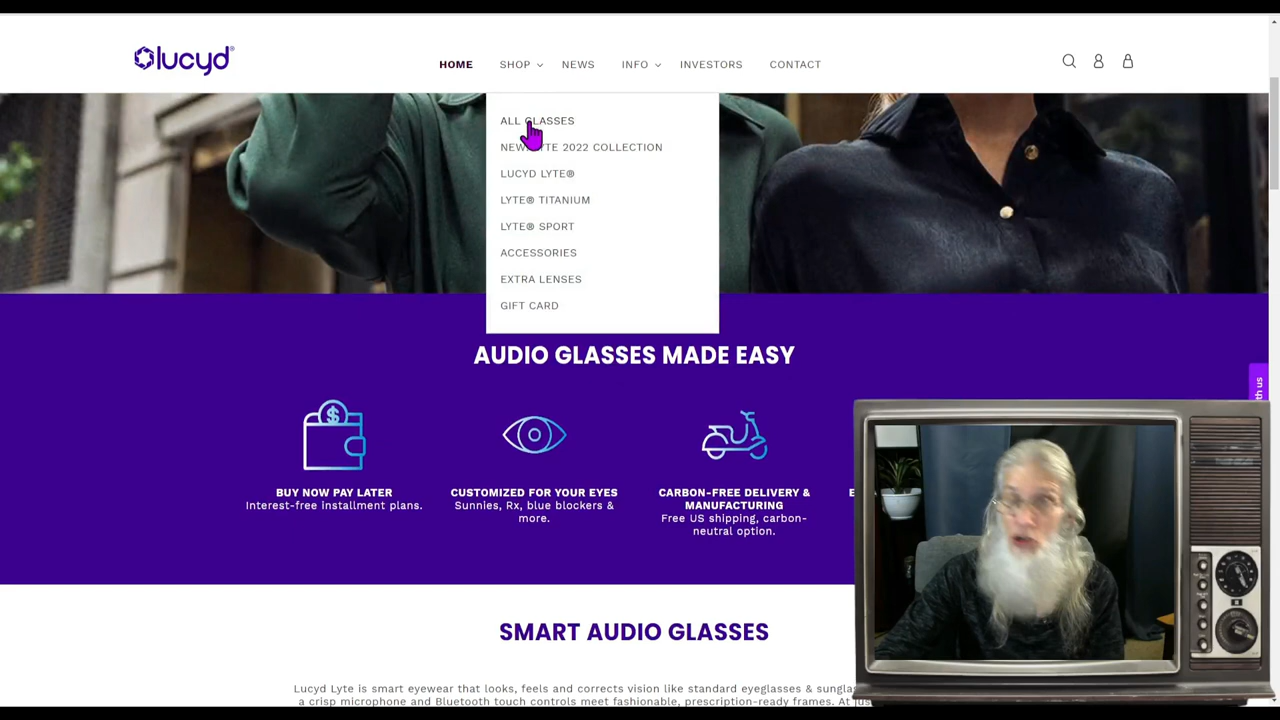 lucyd®
HOME SHOP NEWS INFO INVESTORS CONTACT
ALL GLASSES
2022 COLLECTION
LUCYD LYTE®
LYTE® TITANIUM
LYTE® SPORT
ACCESSORIES
EXTRA LENSES
GIFT CARD
AUDIO GLASSES MADE EASY
$
BUY NOW PAY LATER
Interest-free installment plans.
CUSTOMIZED FOR YOUR EYES
Sunnies, Rx, blue blockers &
more.
CARBON-FREE DELIVERY &
MANUFACTURING
Free US shipping, carbon-
neutral option.
th us
SMART AUDIO GLASSES
Lucyd Lyte is smart eyewear that looks, feels and corrects vision like standard eyeglasses &
a crisp microphone and Bluetooth touch controls meet fashionable, prescription-ready frames. At